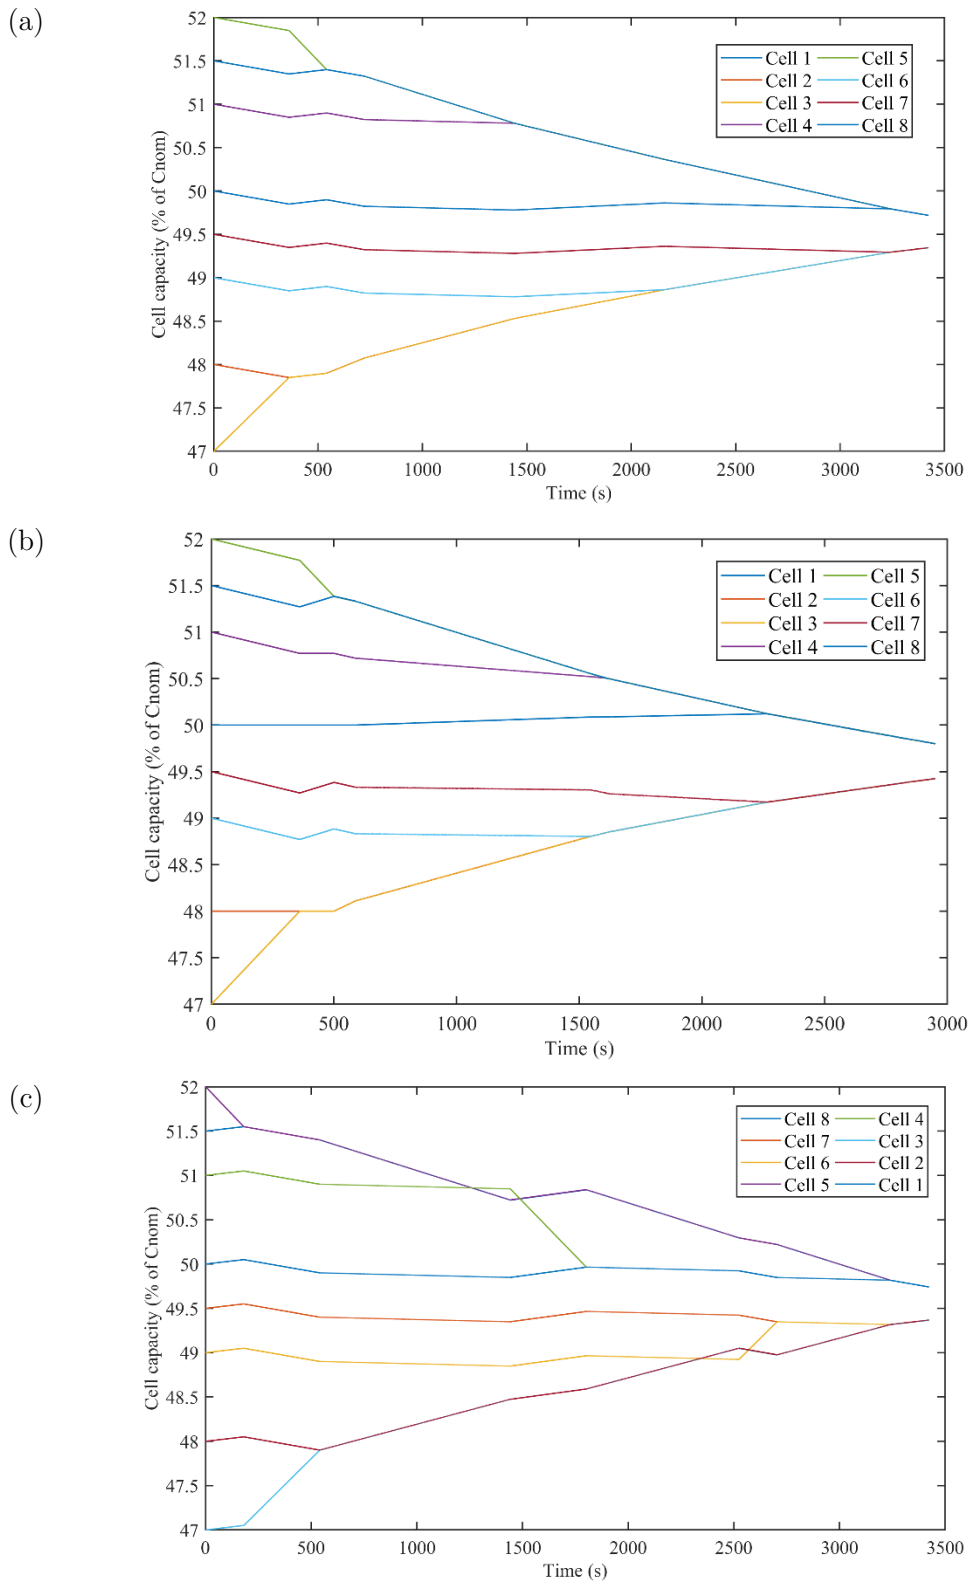 (a)
52
51.5
51
50.5
50
49.5
49
48.5
48
47.5
47
Cell capacity (% of Cnom)
Cell 1 Cell 5
Cell 2 Cell 6
Cell 3 Cell 7
Cell 4 Cell 8
0 500 1000 1500 2000 2500 3000 3500
Time (s)
(b)
52
51.5
51
50.5
50
49.5
49
48.5
48
47.5
47
Cell capacity (% of Cnom)
Cell 1 Cell 5
Cell 2 Cell 6
Cell 3 Cell 7
Cell 4 Cell 8
0 500 1000 1500 2000 2500 3000
Time (s)
(c)
52
51.5
51
50.5
50
49.5
49
48.5
48
47.5
47
Cell capacity (% of Cnom)
Cell 8 Cell 4
Cell 7 Cell 3
Cell 6 Cell 2
Cell 5 Cell 1
0 500 1000 1500 2000 2500 3000 3500
Time (s)